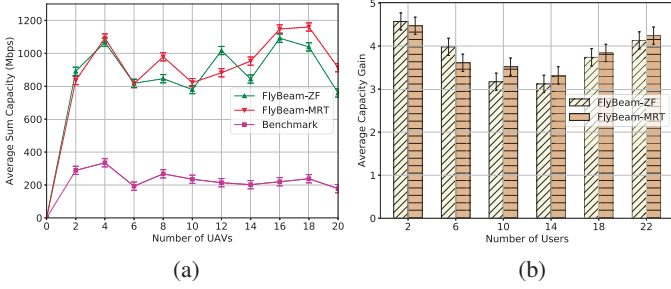 Average Sum Capacity (Mbps)
1200
1000
800
600
400
200
0
0 2 4 6 8 10 12 14 16 18 20
Number of UAVs
FlyBeam-ZF
FlyBeam-MRT
Benchmark
(a)
Average Capacity Gain
5
4
3
2
1
0
2 6 10 14 18 22
Number of Users
FlyBeam-ZF
FlyBeam-MRT
(b)